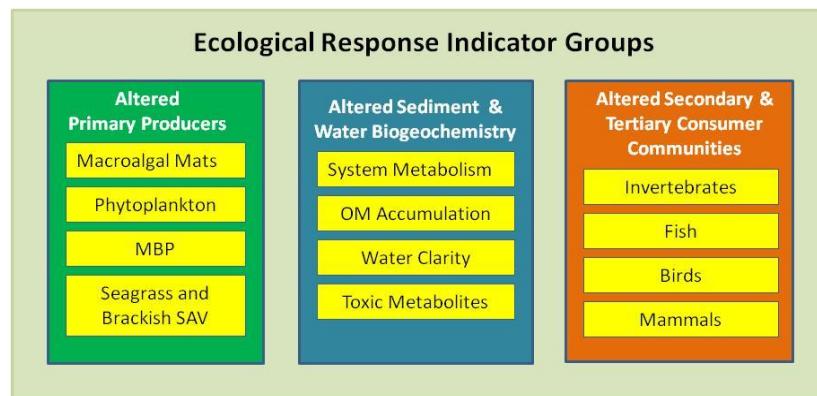 Ecological Response Indicator Groups
Altered
Primary Producers
Macroalgal Mats
Phytoplankton
MBP
Seagrass and
Brackish SAV
Altered Sediment &
Water Biogeochemistry
System Metabolism
OM Accumulation
Water Clarity
Toxic Metabolites
Altered Secondary &
Tertiary Consumer
Communities
Invertebrates
Fish
Birds
Mammals